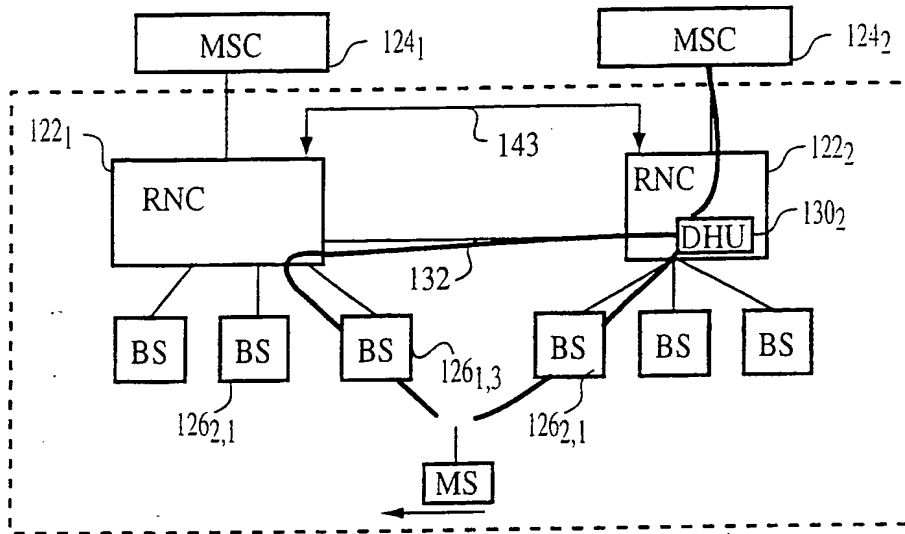 MSC 124₁ MSC 124₂
122₁ 143 122₂
RNC RNC
130₂
DHU
132
BS BS BS BS BS BS
126₁,₃
126₂,₁ 126₂,₁
MS